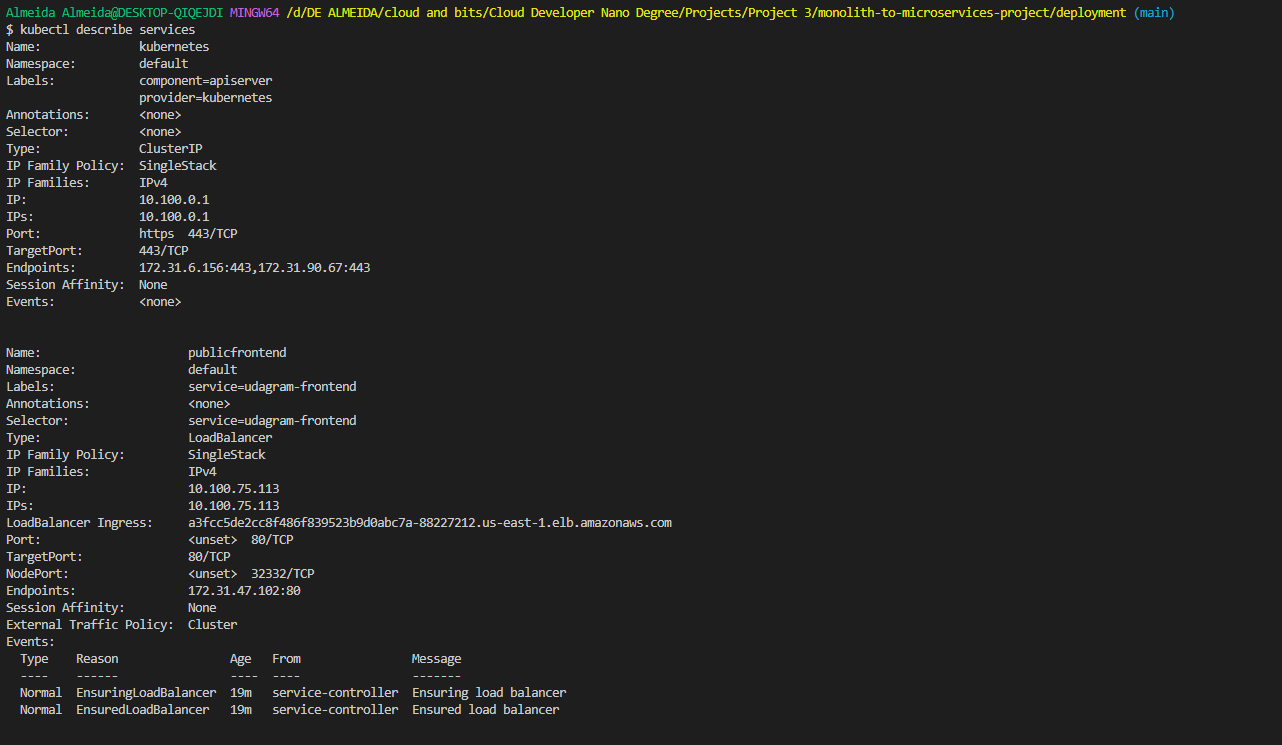 Almeida Almeida@DESKTOP-QIQEJDI MINGW64 /d/DE ALMEIDA/cloud and bits/Cloud Developer Nano Degree/Projects/Project 3/monolith-to-microservices-project/deployment (main)
$ kubectl describe services
Name:              kubernetes
Namespace:         default
Labels:            component=apiserver
                   provider=kubernetes
Annotations:       <none>
Selector:          <none>
Type:              ClusterIP
IP Family Policy:  SingleStack
IP Families:       IPv4
IP:                10.100.0.1
IPs:               10.100.0.1
Port:              https  443/TCP
TargetPort:        443/TCP
Endpoints:         172.31.6.156:443,172.31.90.67:443
Session Affinity:  None
Events:            <none>
Name:                     publicfrontend
Namespace:                default
Labels:                   service=udagram-frontend
Annotations:              <none>
Selector:                 service=udagram-frontend
Type:                     LoadBalancer
IP Family Policy:         SingleStack
IP Families:              IPv4
IP:                       10.100.75.113
IPs:                      10.100.75.113
LoadBalancer Ingress:     a3fcc5de2cc8f486f839523b9d0abc7a-88227212.us-east-1.elb.amazonaws.com
Port:                     <unset>  80/TCP
TargetPort:               80/TCP
NodePort:                 <unset>  32332/TCP
Endpoints:                172.31.47.102:80
Session Affinity:         None
External Traffic Policy:  Cluster
Events:
  Type    Reason                Age   From                Message
  ----    ------                ----  ----                -------
  Normal  EnsuringLoadBalancer  19m   service-controller  Ensuring load balancer
  Normal  EnsuredLoadBalancer   19m   service-controller  Ensured load balancer